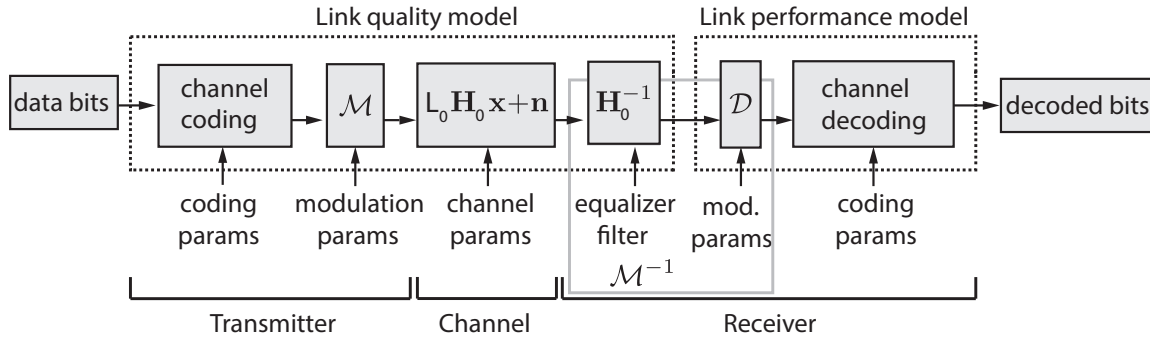 Link quality model
Link performance model
data bits
channel
coding
ℳ
L₀H₀x+n
H₀⁻¹
𝒟
channel
decoding
decoded bits
coding
params
modulation
params
channel
params
equalizer
filter
mod.
params
coding
params
ℳ⁻¹
Transmitter
Channel
Receiver